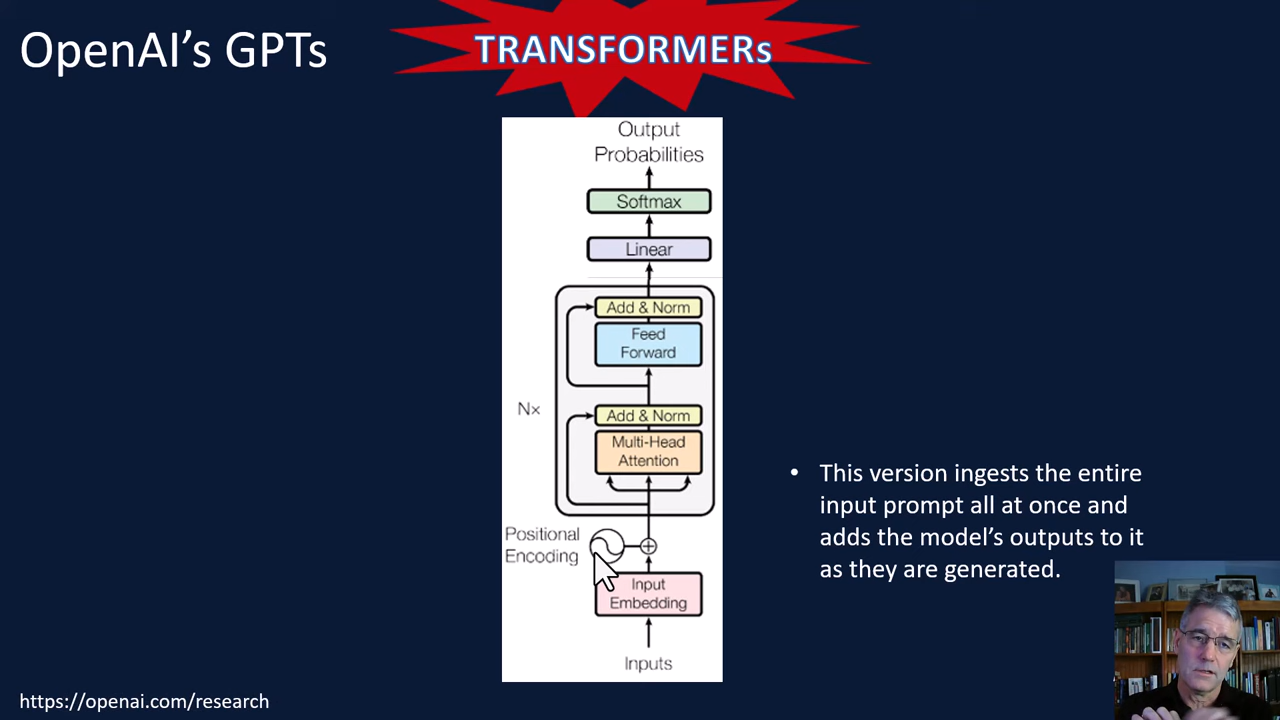 OpenAI's GPTs
TRANSFORMERs
Output
Probabilities
Softmax
Linear
Add & Norm
Feed
Forward
Nx
Add & Norm
Multi-Head
Attention
Positional
Encoding
Input
Embedding
Inputs
• This version ingests the entire
input prompt all at once and
adds the model's outputs to it
as they are generated.
https://openai.com/research